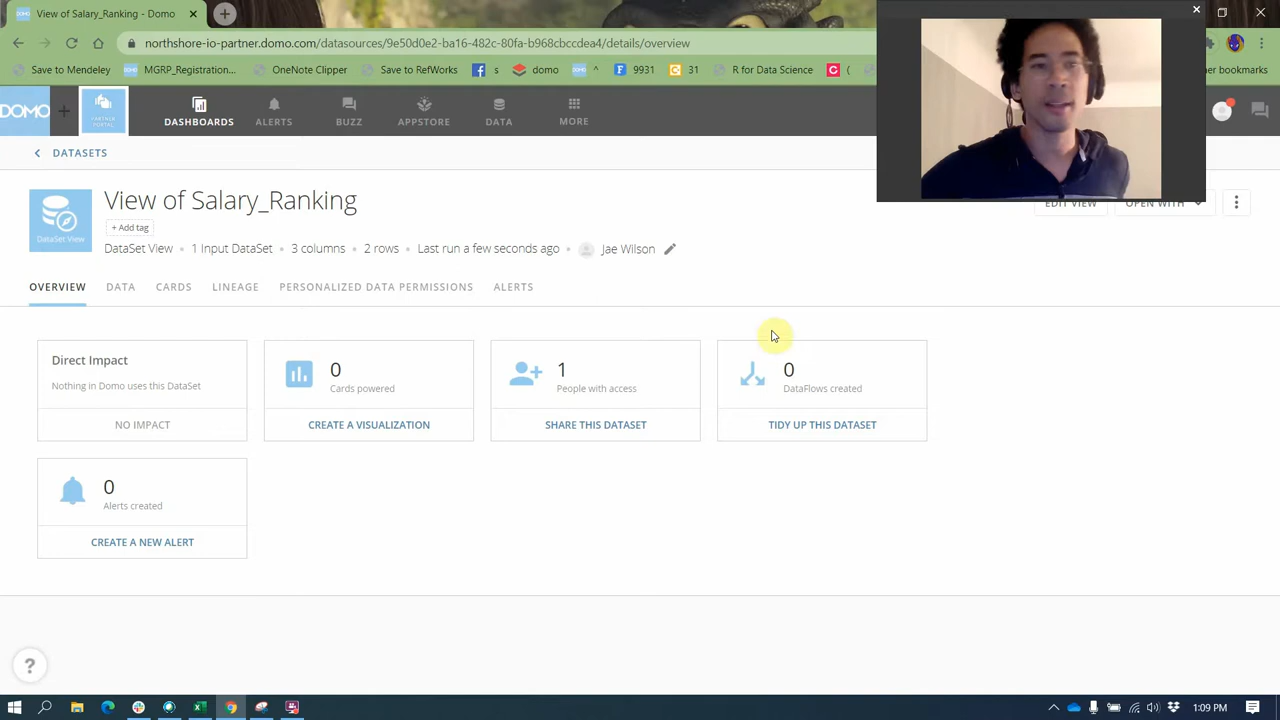 View of Salary_Ranking - Domo
northshore-io-partner.domo.com/datasources/9e50d0e2-ba16-482c-80fa-b968cbccdea4/details/overview
Save to Mendeley MGRP_Registration... OneNote Clipper Save to RefWorks s domo ^ 9931 31 R for Data Science ( her bookmarks
DOMO PARTNER PORTAL DASHBOARDS ALERTS BUZZ APPSTORE DATA MORE
DATASETS
View of Salary_Ranking
EDIT VIEW OPEN WITH
DataSet View
+ Add tag
DataSet View • 1 Input DataSet • 3 columns • 2 rows • Last run a few seconds ago • Jae Wilson
OVERVIEW DATA CARDS LINEAGE PERSONALIZED DATA PERMISSIONS ALERTS
Direct Impact
Nothing in Domo uses this DataSet
NO IMPACT
0
Cards powered
CREATE A VISUALIZATION
1
People with access
SHARE THIS DATASET
0
DataFlows created
TIDY UP THIS DATASET
0
Alerts created
CREATE A NEW ALERT
?
1:09 PM